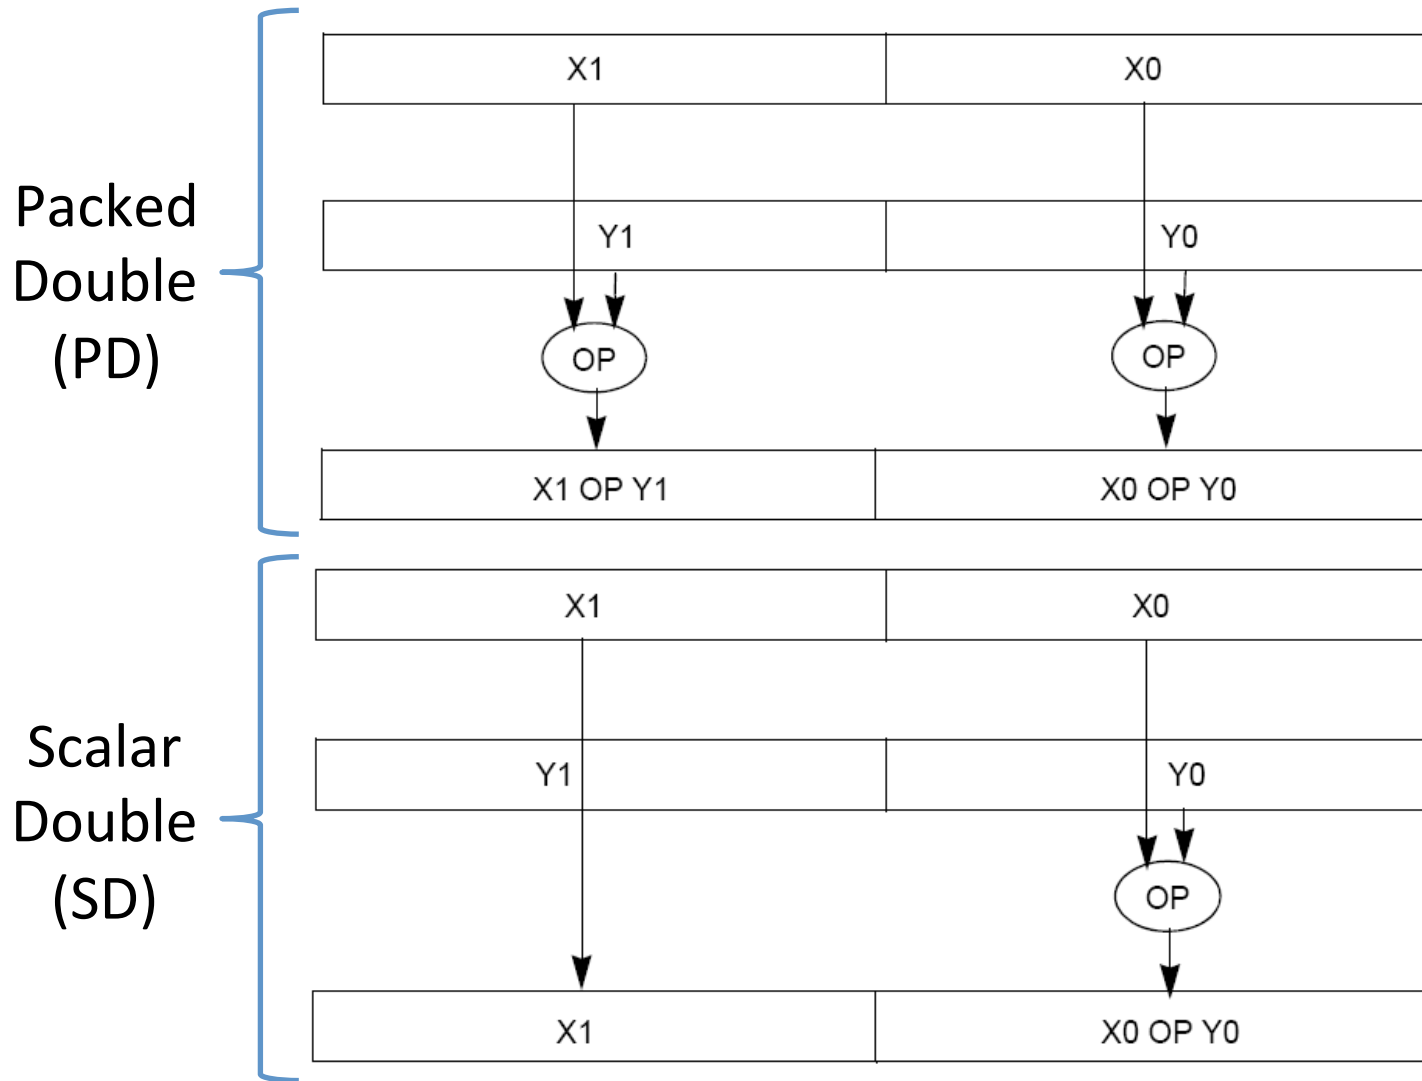 X1 X0
Packed
Double
(PD)
Y1 Y0
OP OP
X1 OP Y1 X0 OP Y0
X1 X0
Scalar
Double
(SD)
Y1 Y0
OP
X1 X0 OP Y0